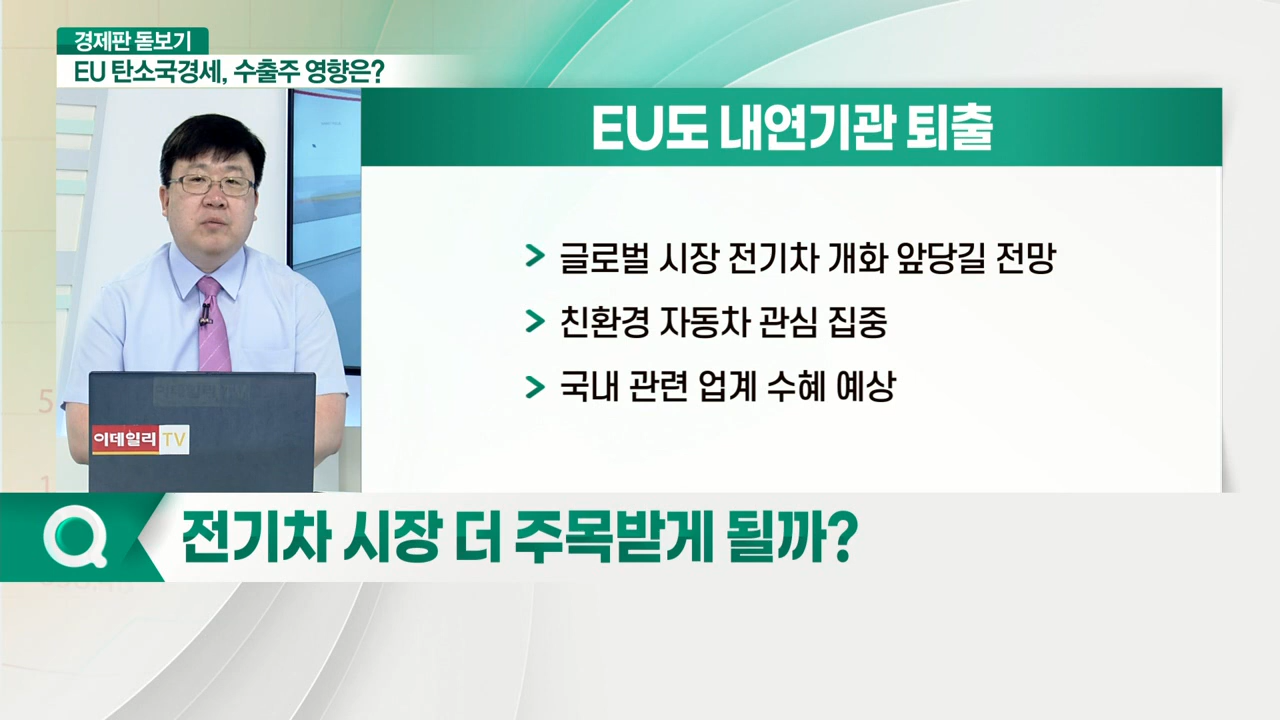 경제판 돋보기
EU 탄소국경세, 수출주 영향은?
EU도 내연기관 퇴출
글로벌 시장 전기차 개화 앞당길 전망
친환경 자동차 관심 집중
국내 관련 업계 수혜 예상
이데일리 TV
전기차 시장 더 주목받게 될까?